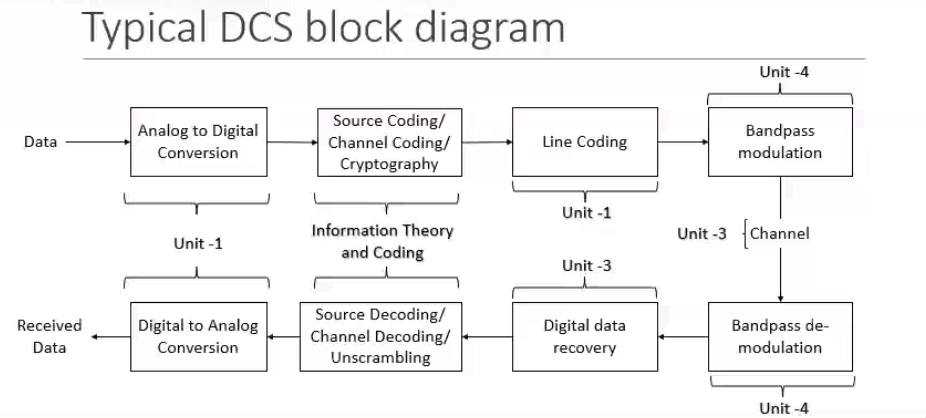 Typical DCS block diagram
Unit -4
Data
Analog to Digital
Conversion
Source Coding/
Channel Coding/
Cryptography
Line Coding
Bandpass
modulation
Unit -1
Information Theory
and Coding
Unit -1
Unit -3
Channel
Unit -3
Received
Data
Digital to Analog
Conversion
Source Decoding/
Channel Decoding/
Unscrambling
Digital data
recovery
Bandpass de-
modulation
Unit -4